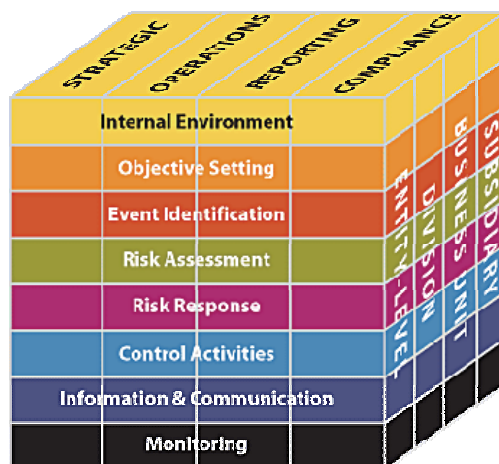 STRATEGIC
OPERATIONS
REPORTING
COMPLIANCE
Internal Environment
Objective Setting
Event Identification
Risk Assessment
Risk Response
Control Activities
Information & Communication
Monitoring
ENTITY-LEVEL
DIVISION
BUSINESS UNIT
SUBSIDIARY